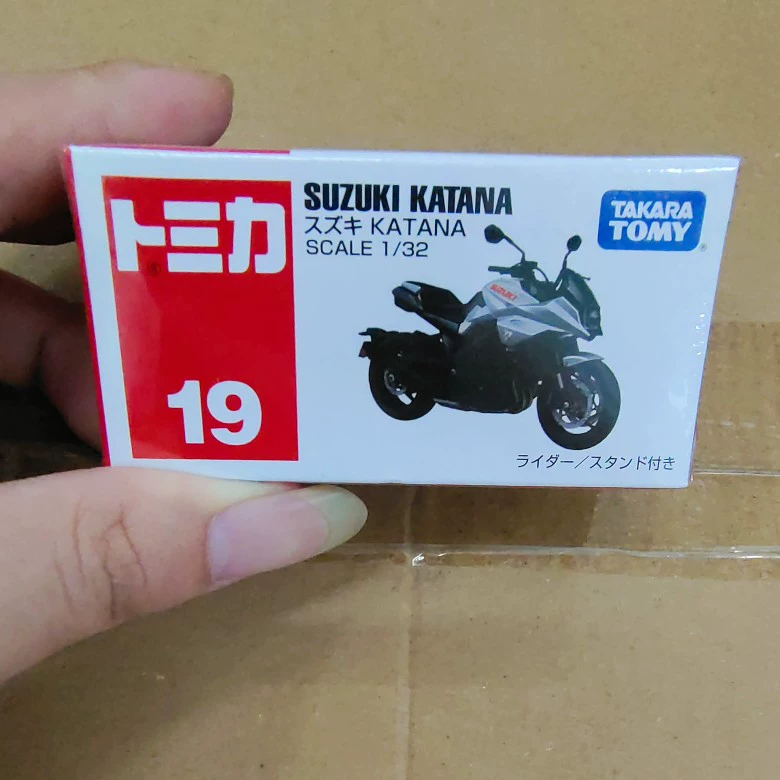 トミカ
19
SUZUKI KATANA
スズキ KATANA
SCALE 1/32
TAKARA
TOMY
SUZUKI
ライダー/スタンド付き